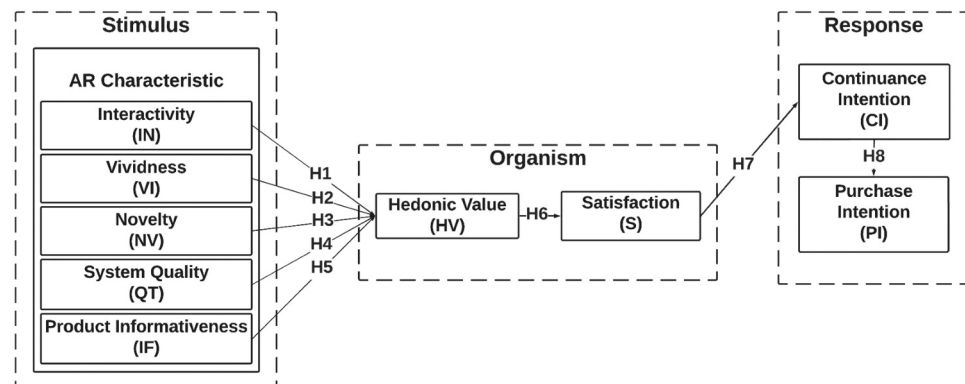 Stimulus
AR Characteristic
Interactivity
(IN)
Vividness
(VI)
Novelty
(NV)
System Quality
(QT)
Product Informativeness
(IF)
H1
H2
H3
H4
H5
Organism
Hedonic Value
(HV)
H6
Satisfaction
(S)
H7
Response
Continuance
Intention
(CI)
H8
Purchase
Intention
(PI)